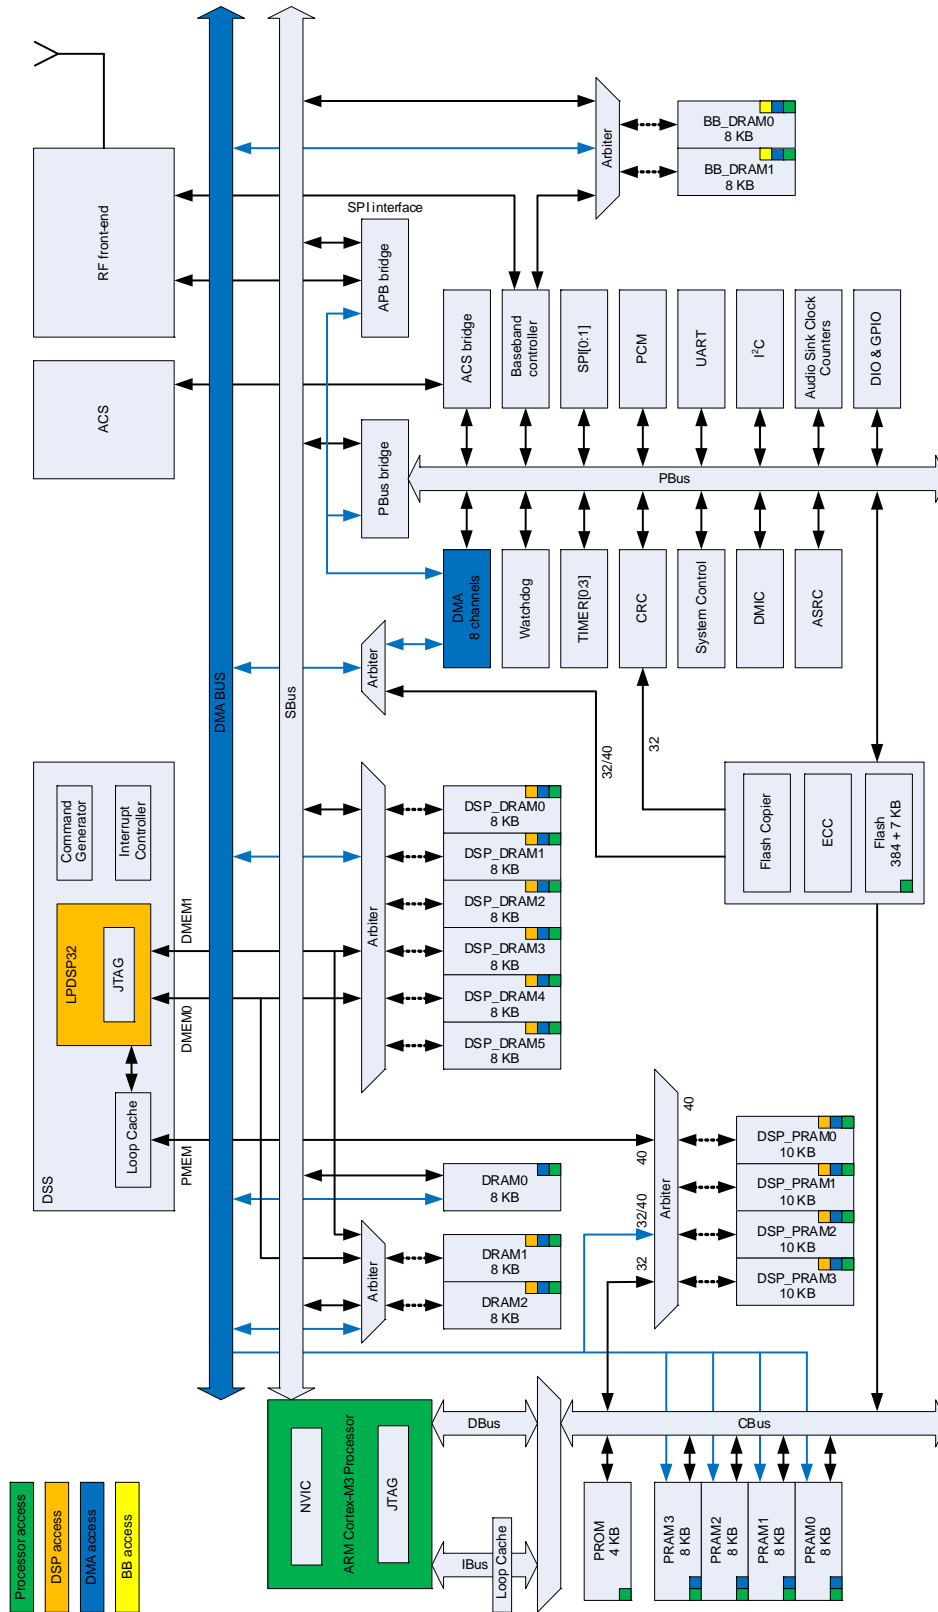 BB_DRAM0
8 KB
BB_DRAM1
8 KB
Arbiter
RF front-end
SPI interface
APB bridge
ACS bridge
Baseband
controller
SPI[0:1]
PCM
UART
I²C
Audio Sink Clock
Counters
DIO & GPIO
ACS
PBus bridge
PBus
DMA
8 channels
Watchdog
TIMER[0:3]
CRC
System Control
DMIC
ASRC
Arbiter
DMA BUS
SBus
32/40
32
Command
Generator
Interrupt
Controller
Flash Copier
ECC
Flash
384 + 7 KB
DSP_DRAM0
8 KB
DSP_DRAM1
8 KB
DSP_DRAM2
8 KB
DSP_DRAM3
8 KB
DSP_DRAM4
8 KB
DSP_DRAM5
8 KB
Arbiter
LPDSP32
JTAG
DMEM1
DMEM0
Loop Cache
PMEM
DSS
40
40
32/40
32
Arbiter
DSP_PRAM0
10 KB
DSP_PRAM1
10 KB
DSP_PRAM2
10 KB
DSP_PRAM3
10 KB
DRAM0
8 KB
DRAM1
8 KB
DRAM2
8 KB
Arbiter
DBus
CBus
NVIC
ARM Cortex-M3 Processor
JTAG
IBus
Loop Cache
PROM
4 KB
PRAM3
8 KB
PRAM2
8 KB
PRAM1
8 KB
PRAM0
8 KB
Processor access
DSP access
DMA access
BB access